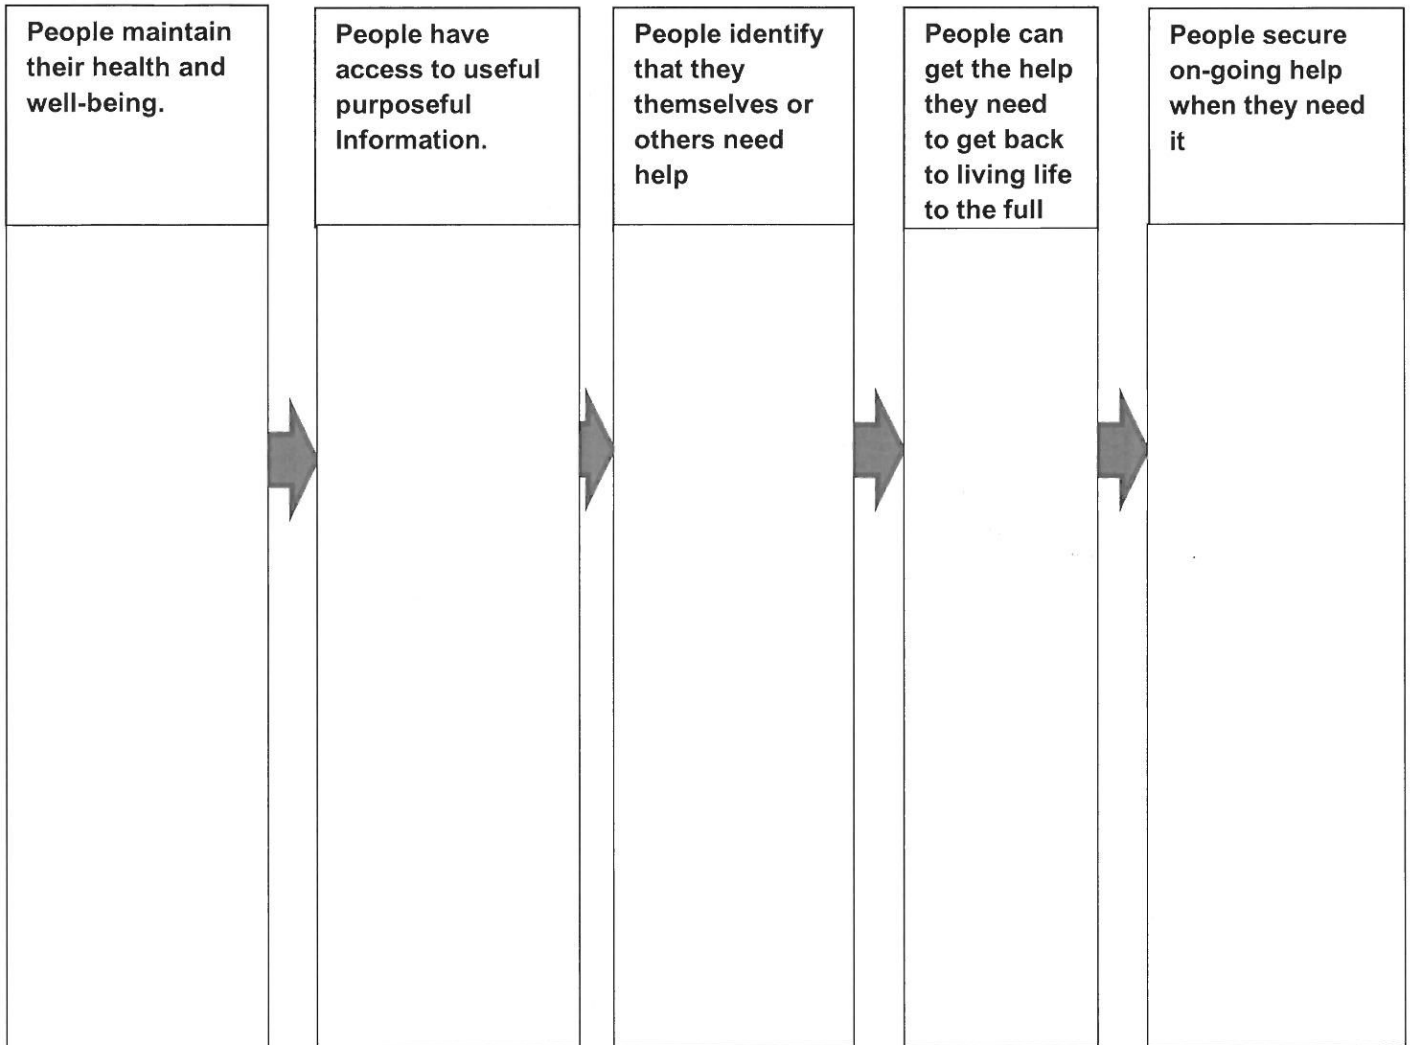 People maintain
their health and
well-being.
People have
access to useful
purposeful
Information.
People identify
that they
themselves or
others need
help
People can
get the help
they need
to get back
to living life
to the full
People secure
on-going help
when they need
it